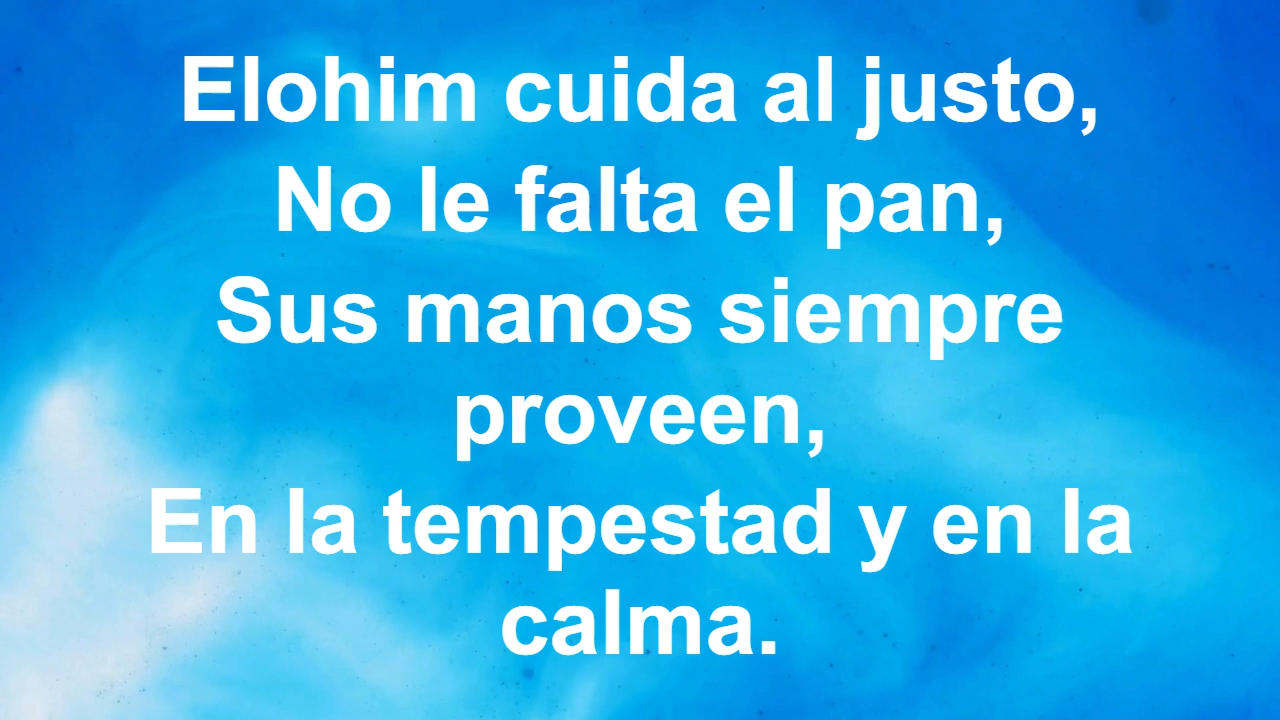 Elohim cuida al justo,
No le falta el pan,
Sus manos siempre
proveen,
En la tempestad y en la
calma.